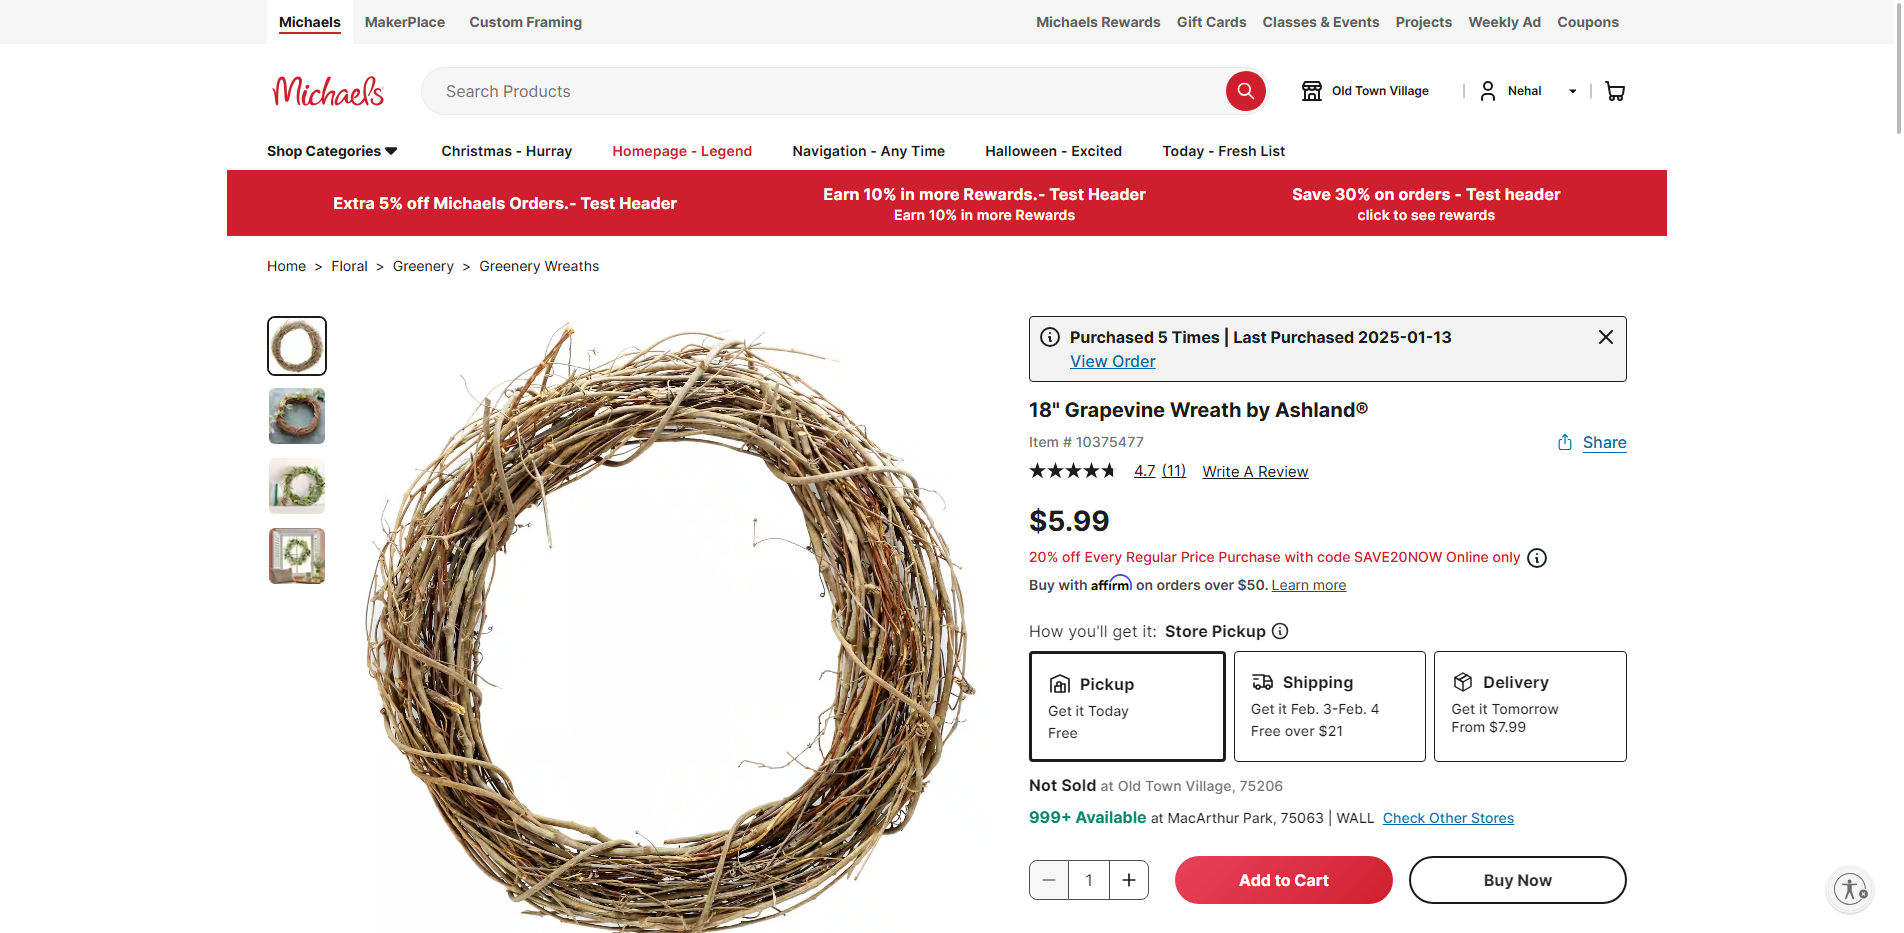 Michaels MakerPlace Custom Framing Michaels Rewards Gift Cards Classes & Events Projects Weekly Ad Coupons
Michaels Search Products Old Town Village | Nehal |
Shop Categories Christmas - Hurray Homepage - Legend Navigation - Any Time Halloween - Excited Today - Fresh List
Extra 5% off Michaels Orders.- Test Header
Earn 10% in more Rewards.- Test Header
Earn 10% in more Rewards
Save 30% on orders - Test header
click to see rewards
Home > Floral > Greenery > Greenery Wreaths
Purchased 5 Times | Last Purchased 2025-01-13
View Order
18" Grapevine Wreath by Ashland®
Item # 10375477
Share
4.7 (11) Write A Review
$5.99
20% off Every Regular Price Purchase with code SAVE20NOW Online only
Buy with affirm on orders over $50. Learn more
How you'll get it: Store Pickup
Pickup
Get it Today
Free
Shipping
Get it Feb. 3-Feb. 4
Free over $21
Delivery
Get it Tomorrow
From $7.99
Not Sold at Old Town Village, 75206
999+ Available at MacArthur Park, 75063 | WALL Check Other Stores
− 1 + Add to Cart Buy Now